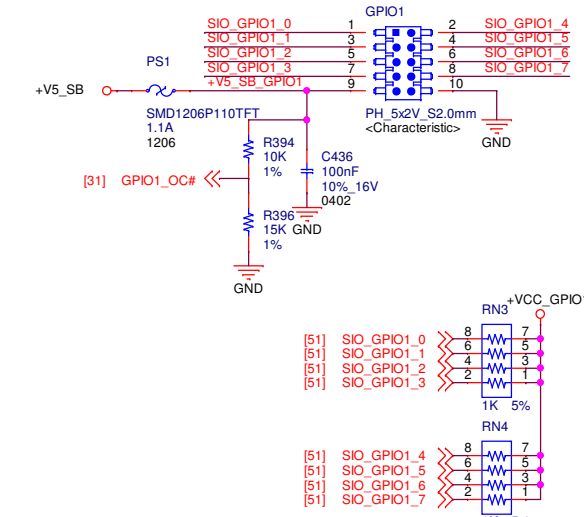 GPIO1
SIO_GPIO1_0 1 2 SIO_GPIO1_4
SIO_GPIO1_1 3 4 SIO_GPIO1_5
SIO_GPIO1_2 5 6 SIO_GPIO1_6
SIO_GPIO1_3 7 8 SIO_GPIO1_7
+V5_SB_GPIO1 9 10
PS1
+V5_SB
SMD1206P110TFT
1.1A
1206
PH_5x2V_S2.0mm
<Characteristic>
GND
R394
10K
1%
C436
100nF
10%_16V
0402
GND
[31] GPIO1_OC#
R396
15K
1%
GND
+VCC_GPIO1
RN3
[51] SIO_GPIO1_0 8 7
[51] SIO_GPIO1_1 6 5
[51] SIO_GPIO1_2 4 3
[51] SIO_GPIO1_3 2 1
1K 5%
RN4
[51] SIO_GPIO1_4 8 7
[51] SIO_GPIO1_5 6 5
[51] SIO_GPIO1_6 4 3
[51] SIO_GPIO1_7 2 1